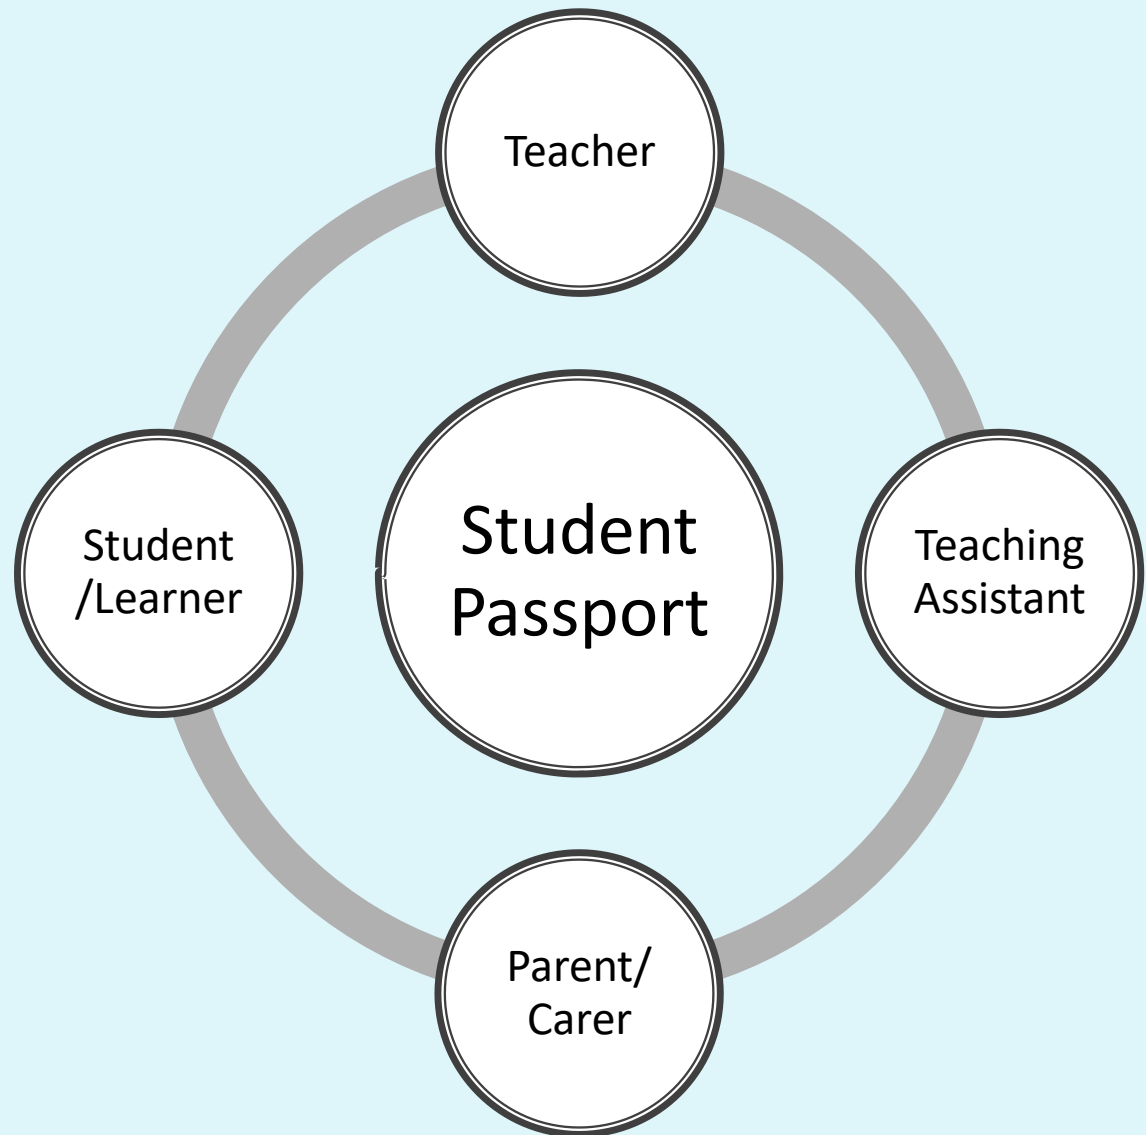 Teacher
Student
/Learner
Student
Passport
Teaching
Assistant
Parent/
Carer